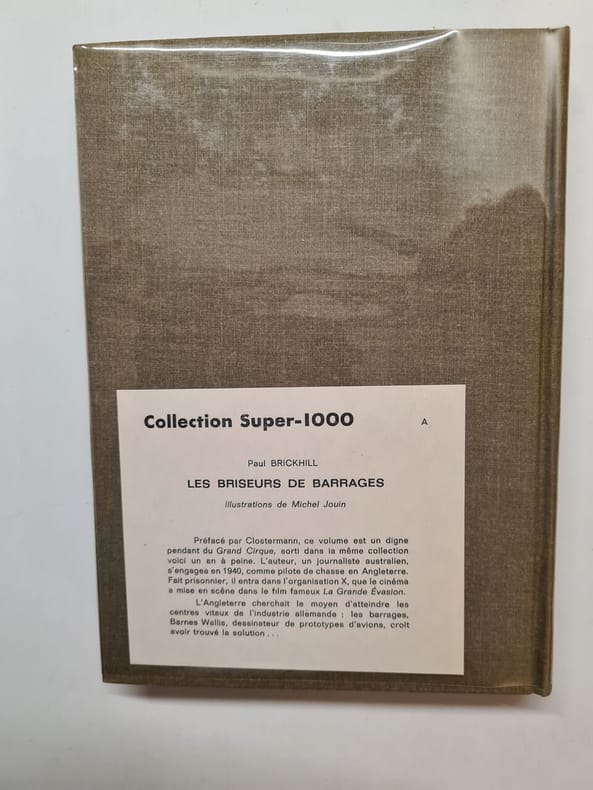 Collection Super-1000
A
Paul BRICKHILL
LES BRISEURS DE BARRAGES
Illustrations de Michel Jouin
Préfacé par Clostermann, ce volume est un digne
pendant du Grand Cirque, sorti dans la même collection
voici un an à peine. L'auteur, un journaliste australien,
s'engagea en 1940, comme pilote de chasse en Angleterre.
Fait prisonnier, il entra dans l'organisation X, que le cinéma
a mise en scène dans le film fameux La Grande Évasion.
L'Angleterre cherchait le moyen d'atteindre les
centres vitaux de l'industrie allemande : les barrages,
Barnes Wallis, dessinateur de prototypes d'avions, croit
avoir trouvé la solution ...